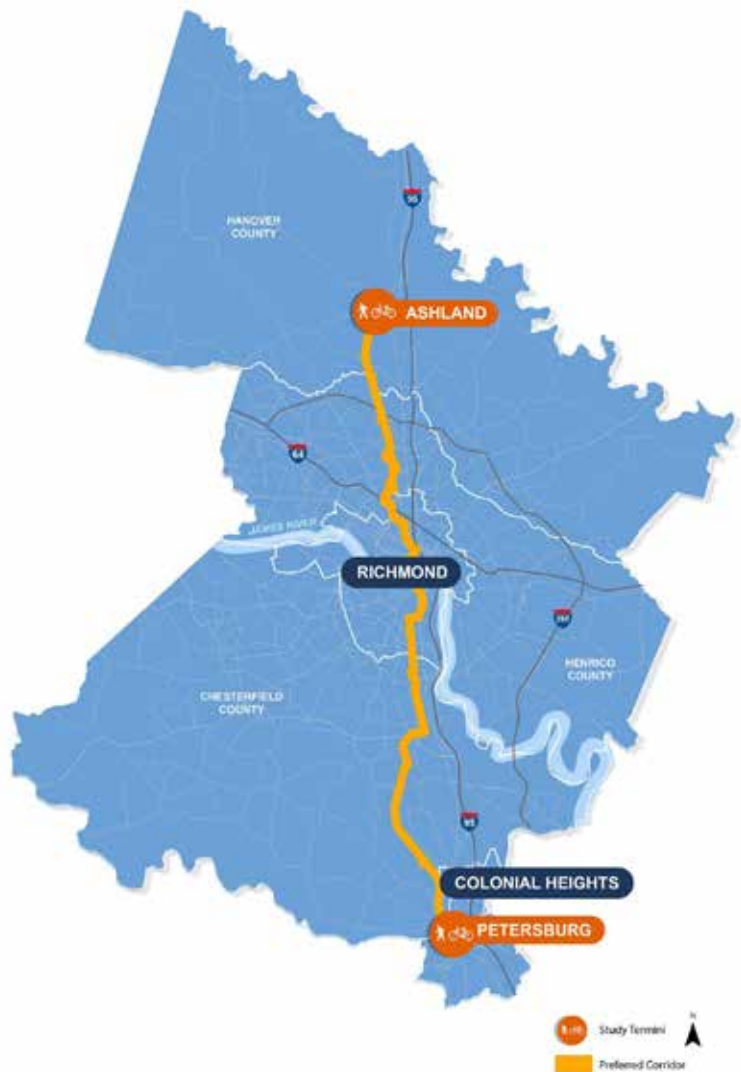 95
HANOVER
COUNTY
ASHLAND
64
JAMES RIVER
RICHMOND
HENRICO
COUNTY
CHESTERFIELD
COUNTY
95
COLONIAL HEIGHTS
PETERSBURG
N
Study Termini
Preferred Corridor